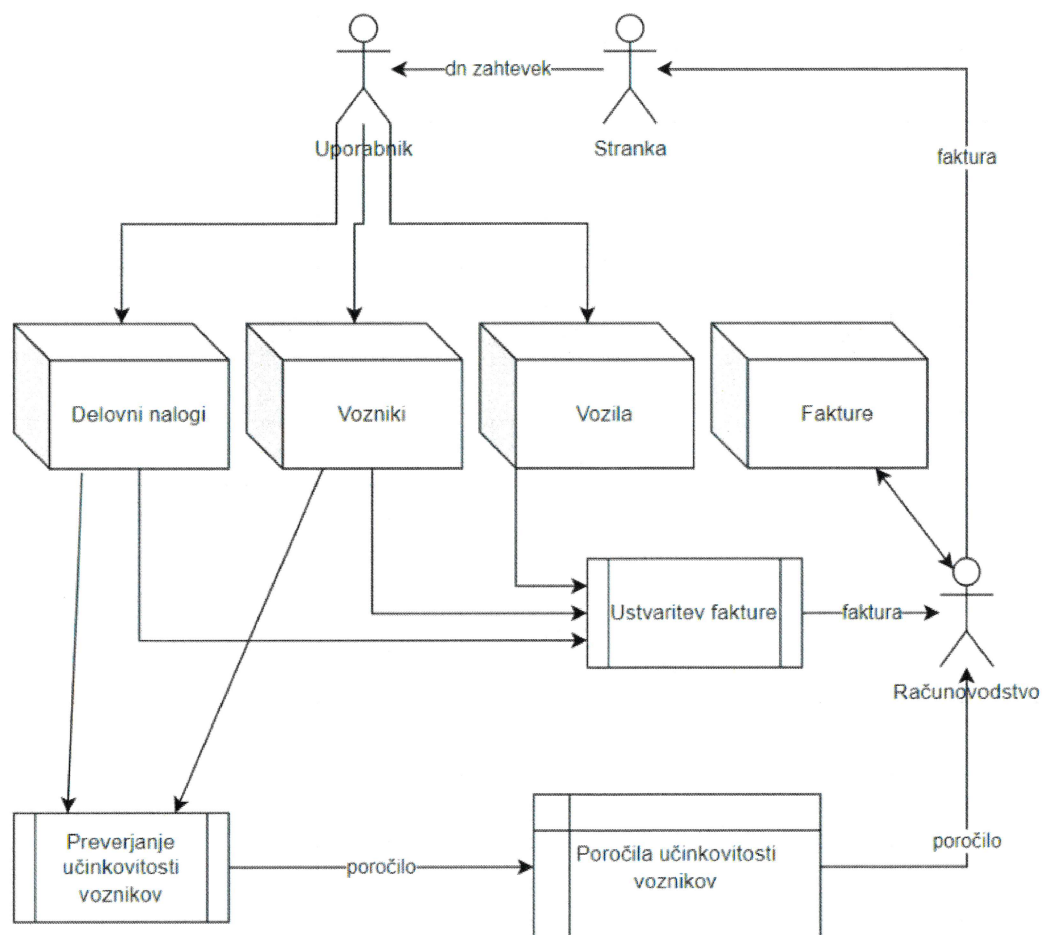 dn zahtevek
Uporabnik
Stranka
faktura
Delovni nalogi
Vozniki
Vozila
Fakture
Ustvaritev fakture
faktura
Računovodstvo
Preverjanje
učinkovitosti
voznikov
poročilo
Poročila učinkovitosti
voznikov
poročilo